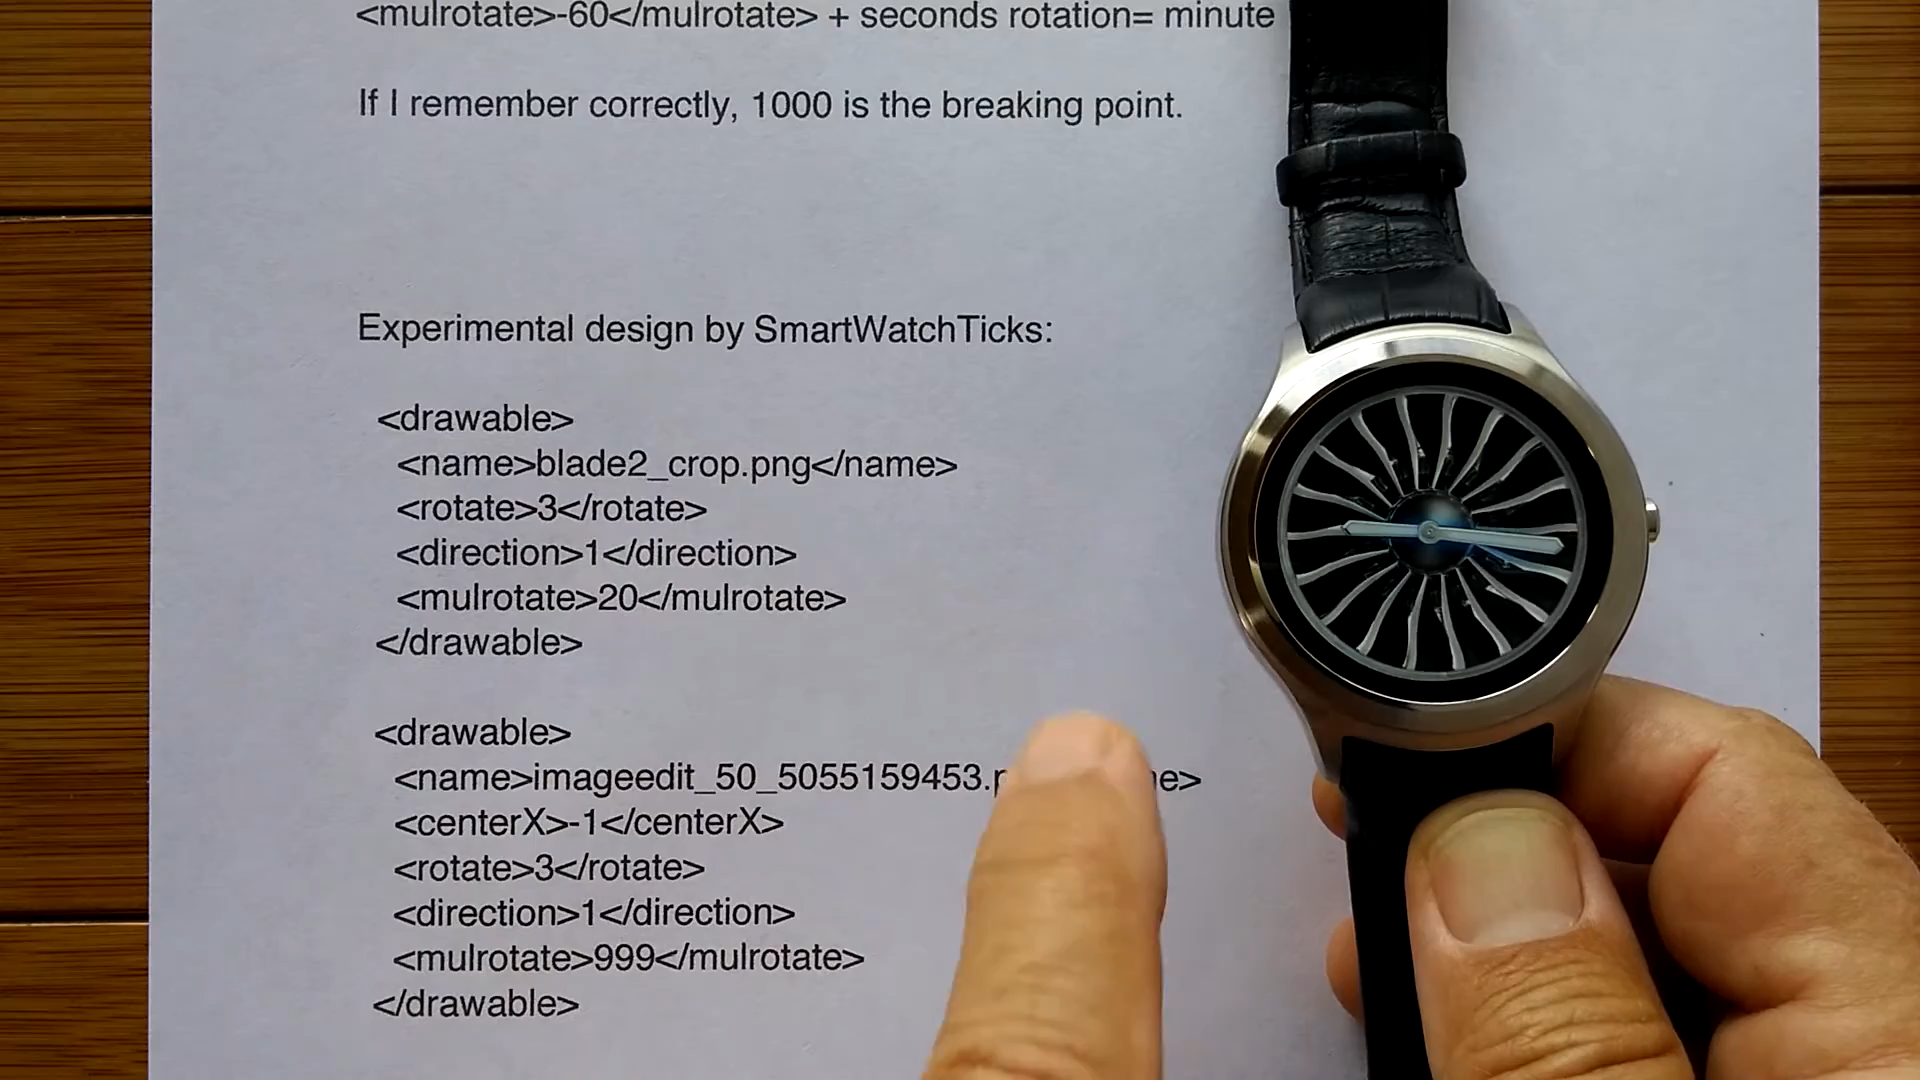 <mulrotate>-60</mulrotate> + seconds rotation= minute
If I remember correctly, 1000 is the breaking point.
Experimental design by SmartWatchTicks:
<drawable>
<name>blade2_crop.png</name>
<rotate>3</rotate>
<direction>1</direction>
<mulrotate>20</mulrotate>
</drawable>
<drawable>
<name>imageedit_50_5055159453.
<centerX>-1</centerX>
<rotate>3</rotate>
<direction>1</direction>
<mulrotate>999</mulrotate>
</drawable>